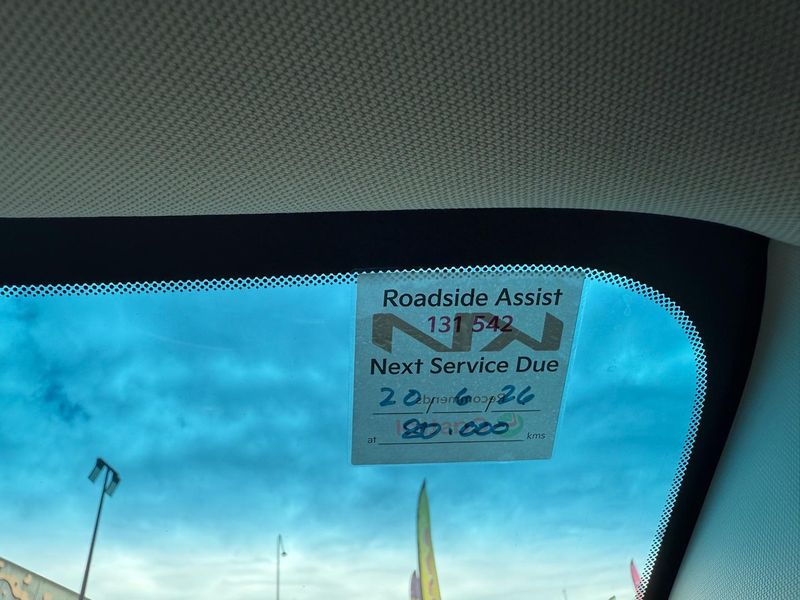 Roadside Assist
131 542
Next Service Due
20/6/26
at 80.000 kms